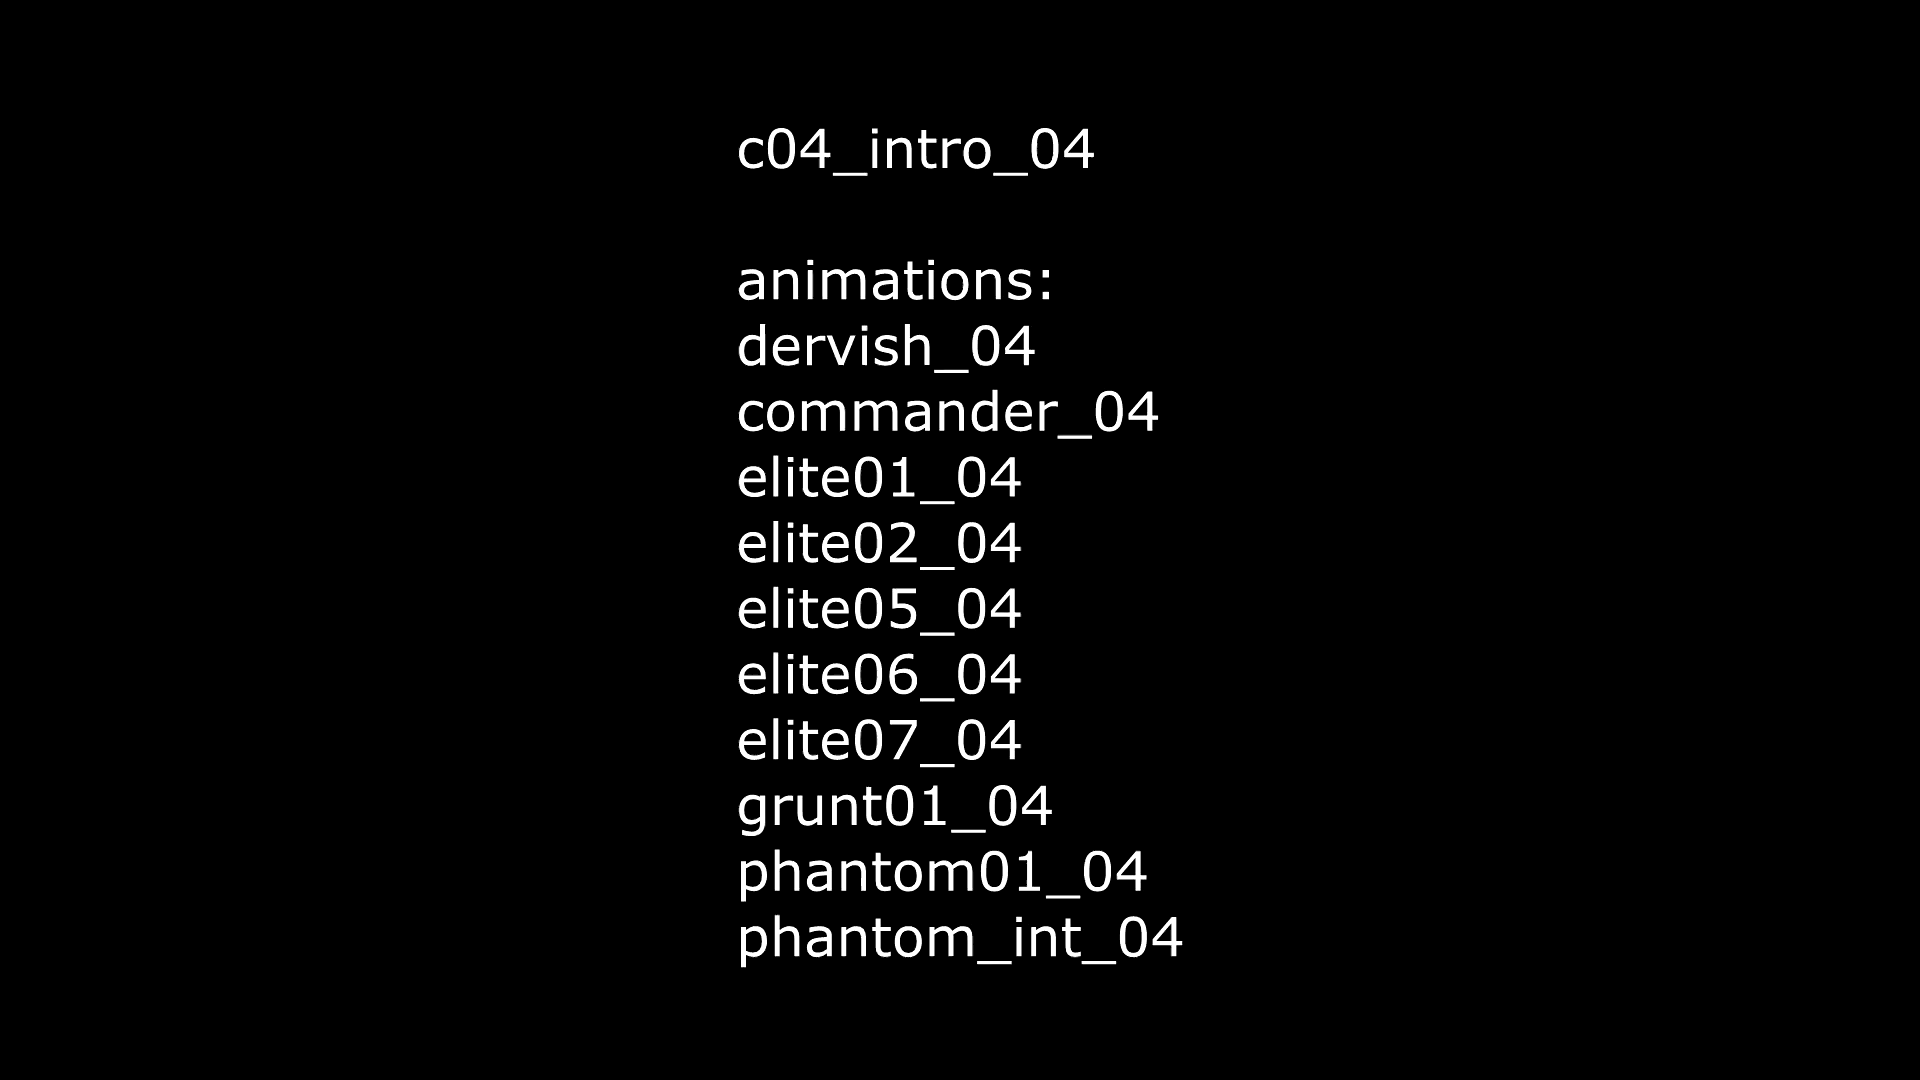 c04_intro_04
animations:
dervish_04
commander_04
elite01_04
elite02_04
elite05_04
elite06_04
elite07_04
grunt01_04
phantom01_04
phantom_int_04